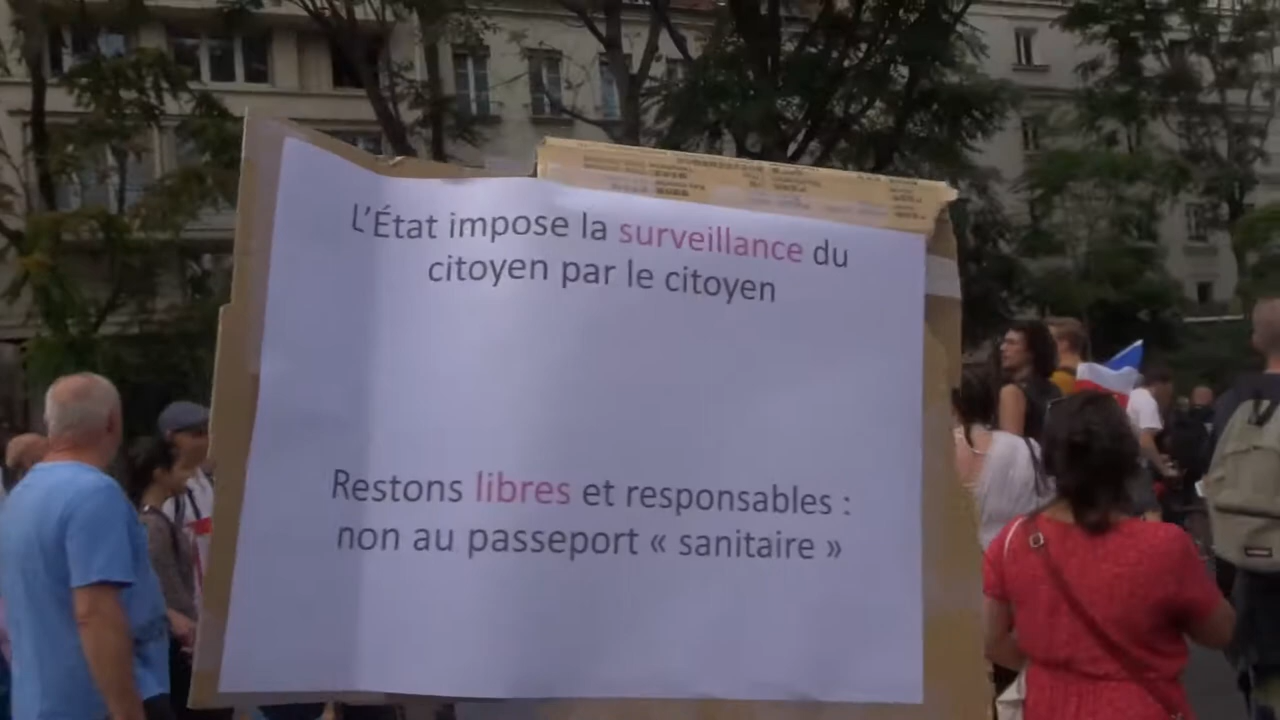 L'État impose la surveillance du
citoyen par le citoyen
Restons libres et responsables :
non au passeport « sanitaire »